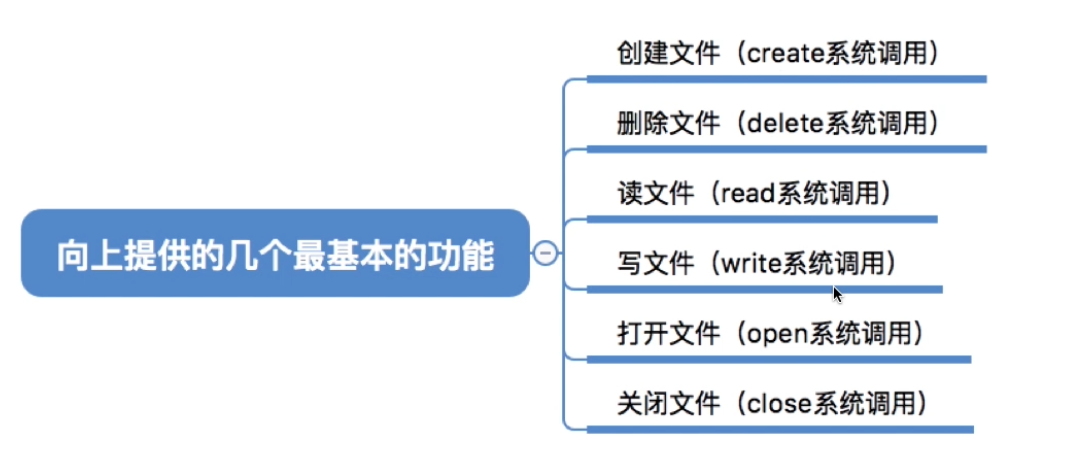 向上提供的几个最基本的功能
创建文件（create系统调用）
删除文件（delete系统调用）
读文件（read系统调用）
写文件（write系统调用）
打开文件（open系统调用）
关闭文件（close系统调用）